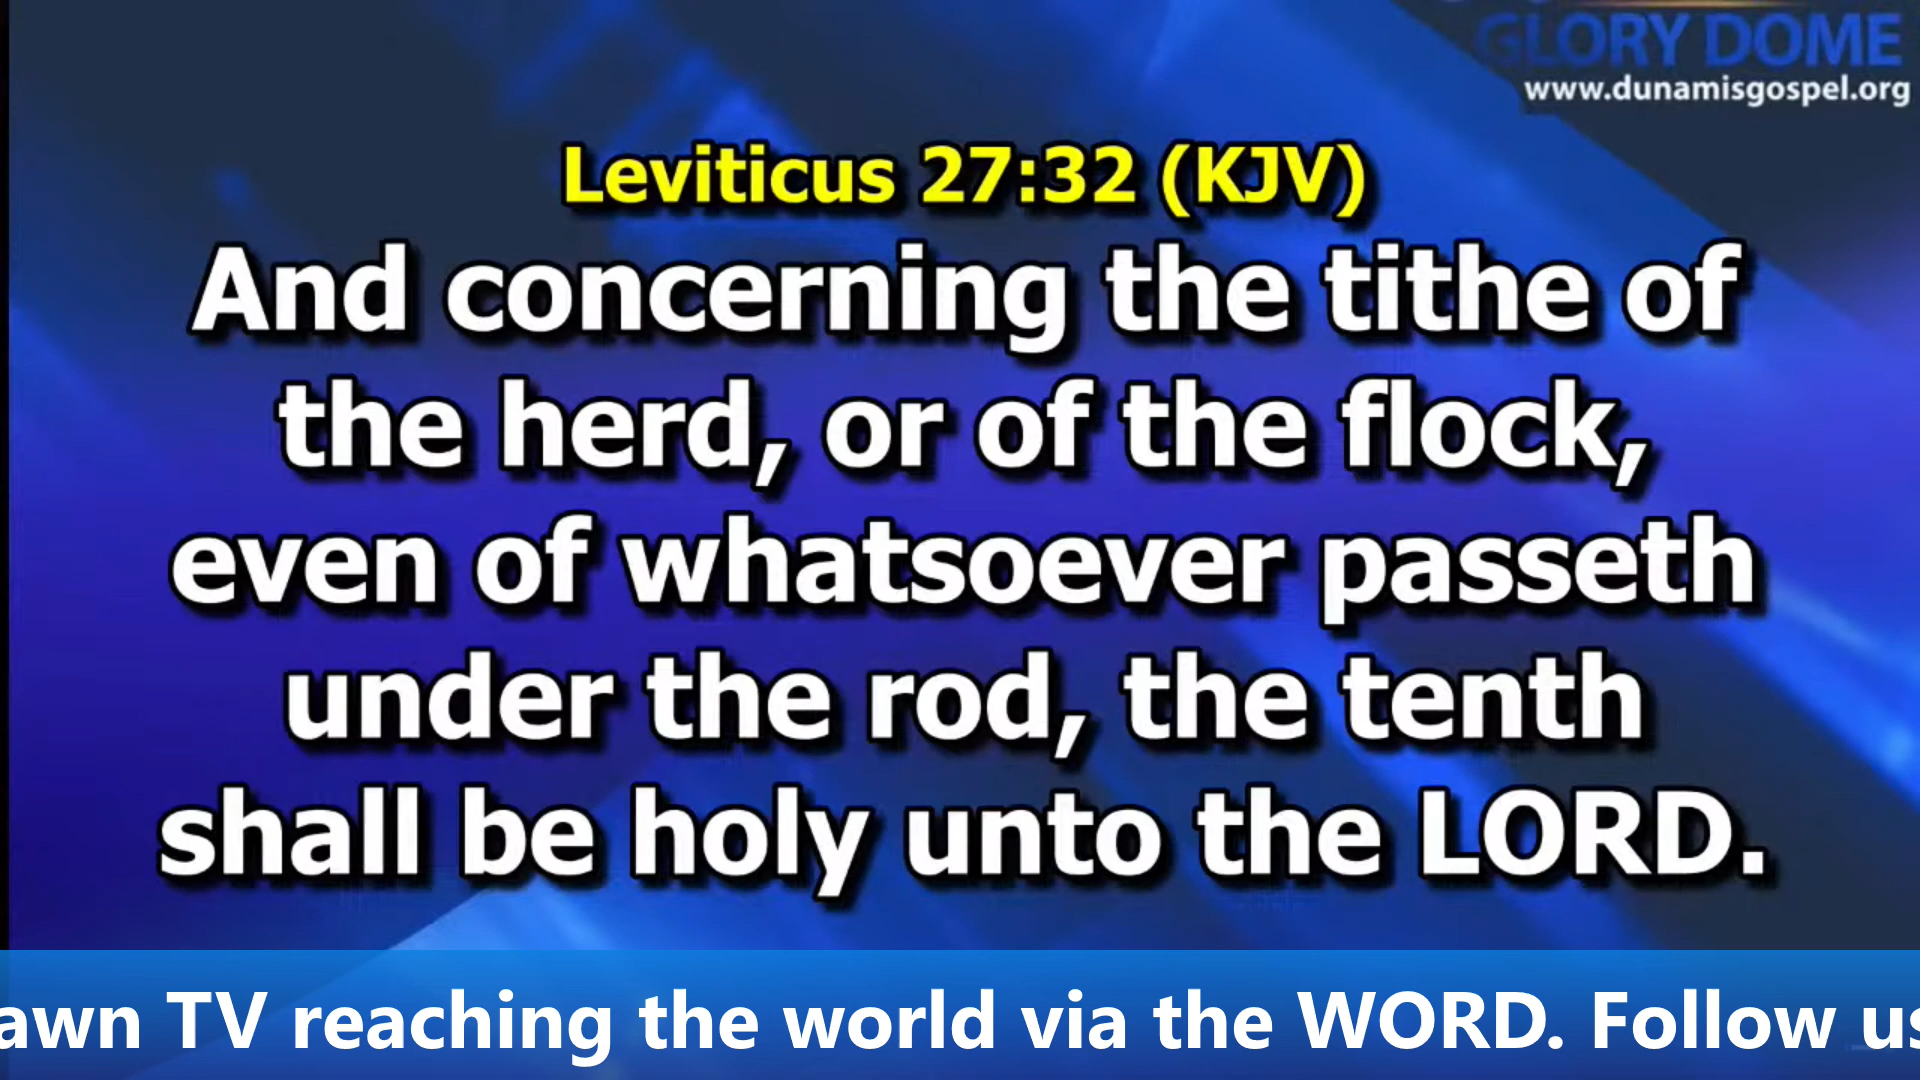 GLORY DOME
www.dunamisgospel.org
Leviticus 27:32 (KJV)
And concerning the tithe of
the herd, or of the flock,
even of whatsoever passeth
under the rod, the tenth
shall be holy unto the LORD.
awn TV reaching the world via the WORD. Follow us